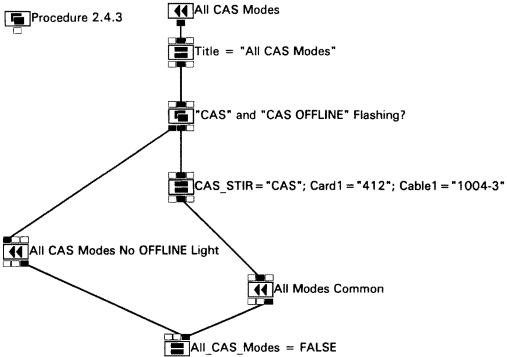 All CAS Modes
Procedure 2.4.3
Title = "All CAS Modes"
"CAS" and "CAS OFFLINE" Flashing?
CAS_STIR="CAS"; Card1="412"; Cable1="1004-3"
All CAS Modes No OFFLINE Light
All Modes Common
All_CAS_Modes = FALSE